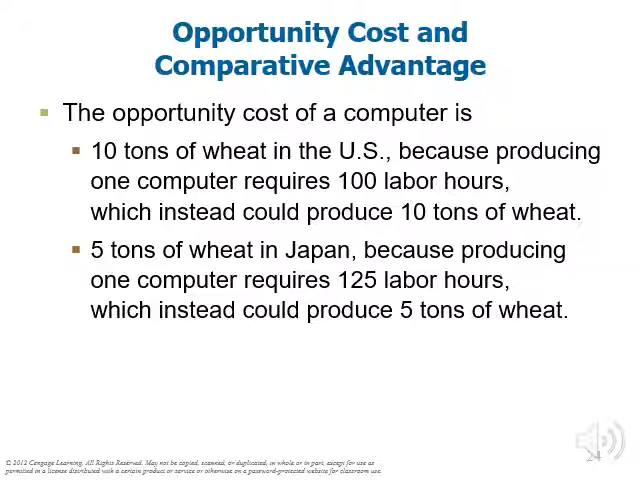 Opportunity Cost and
Comparative Advantage
The opportunity cost of a computer is
10 tons of wheat in the U.S., because producing
one computer requires 100 labor hours,
which instead could produce 10 tons of wheat.
5 tons of wheat in Japan, because producing
one computer requires 125 labor hours,
which instead could produce 5 tons of wheat.
24
© 2012 Cengage Learning. All Rights Reserved. May not be copied, scanned, or duplicated, in whole or in part, except for use as
permitted in a license distributed with a certain product or service or otherwise on a password-protected website for classroom use.